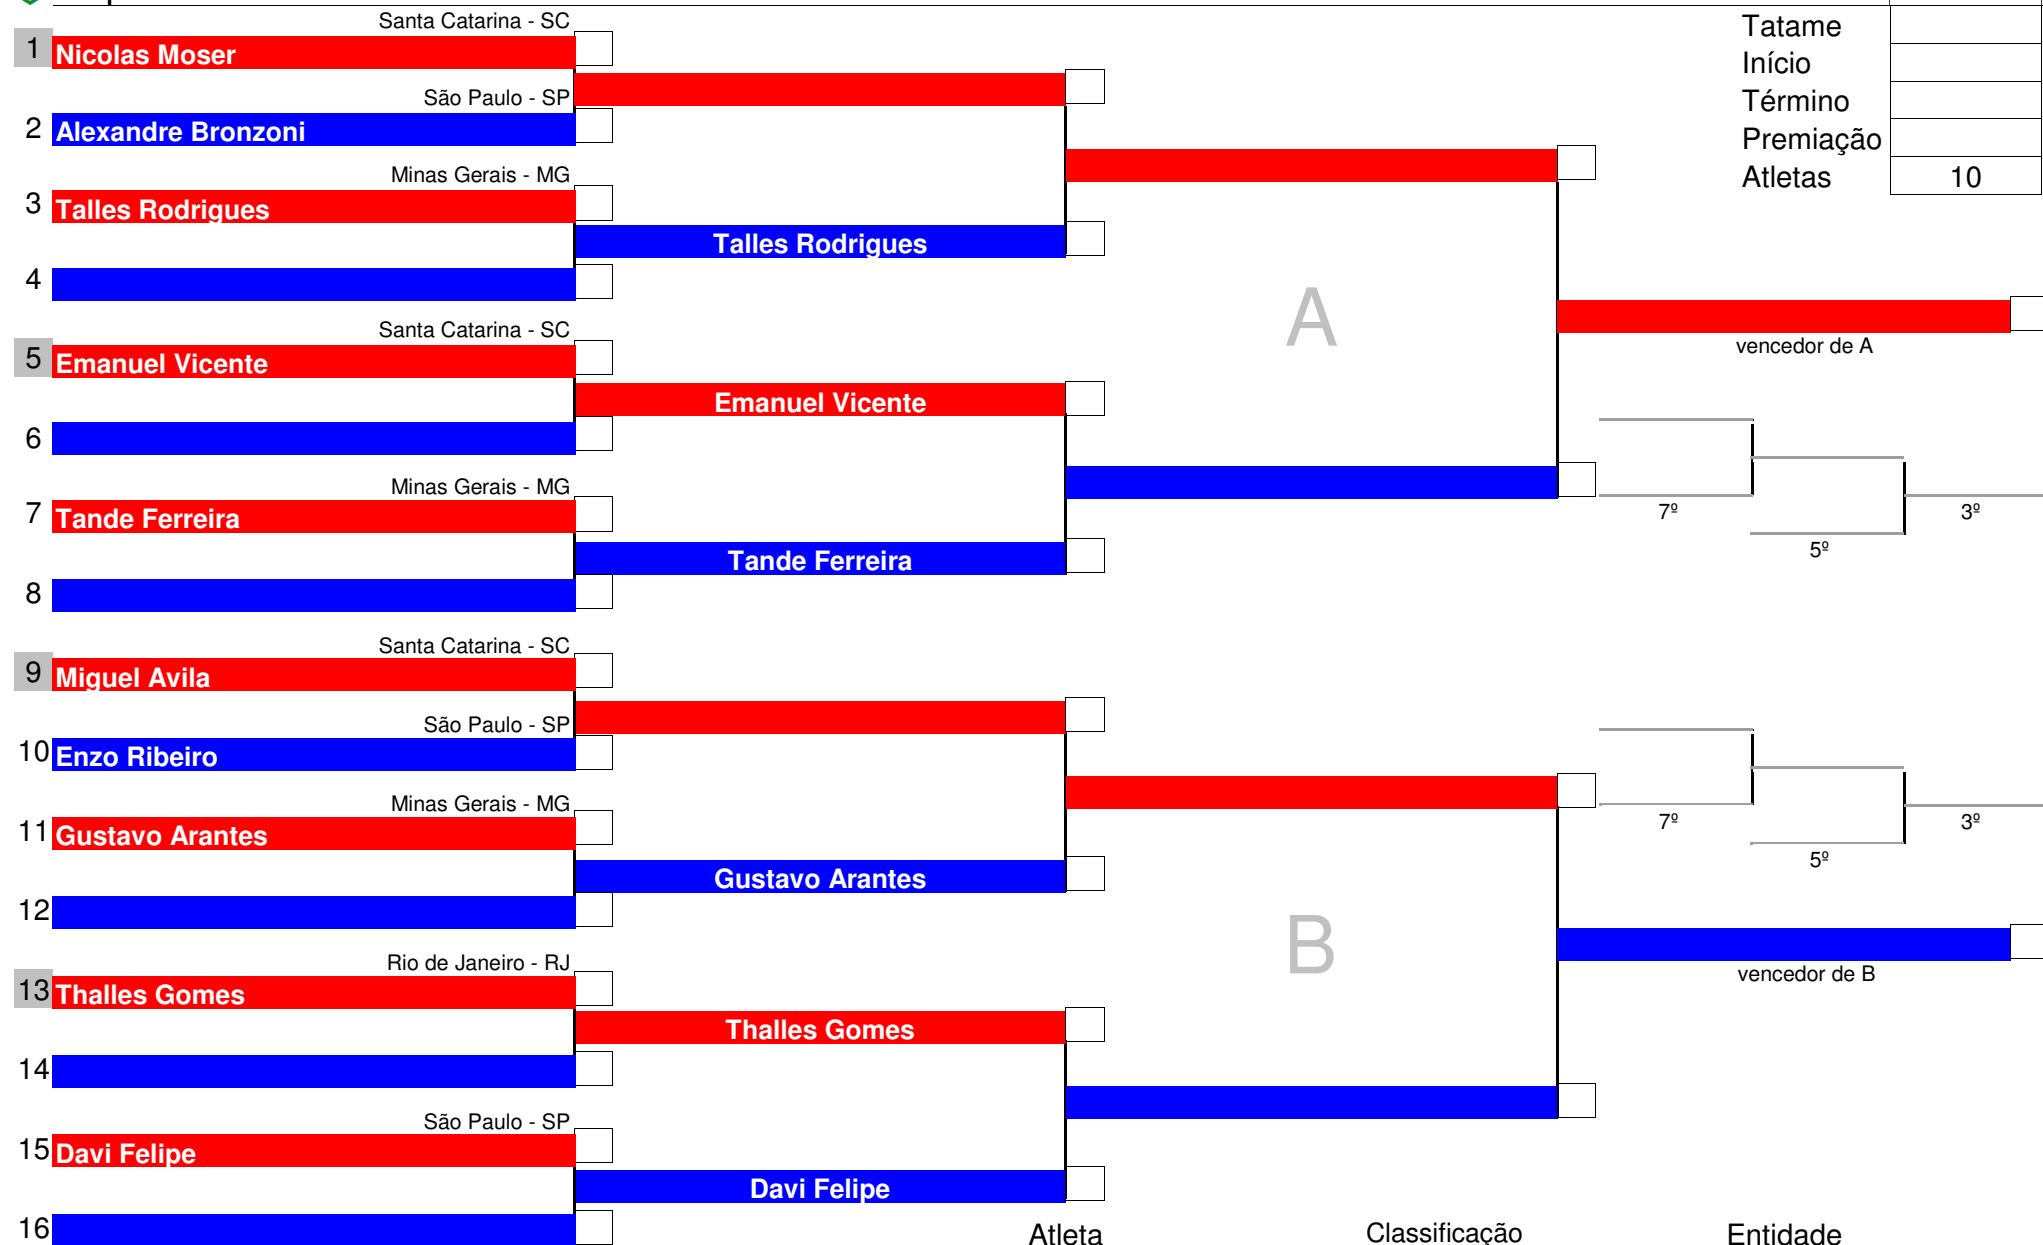 Santa Catarina - SC
1 Nicolas Moser
São Paulo - SP
2 Alexandre Bronzoni
Minas Gerais - MG
3 Talles Rodrigues
Talles Rodrigues
4
Santa Catarina - SC
5 Emanuel Vicente
Emanuel Vicente
6
Minas Gerais - MG
7 Tande Ferreira
Tande Ferreira
8
Santa Catarina - SC
9 Miguel Avila
São Paulo - SP
10 Enzo Ribeiro
Minas Gerais - MG
11 Gustavo Arantes
Gustavo Arantes
12
Rio de Janeiro - RJ
13 Thalles Gomes
Thalles Gomes
14
São Paulo - SP
15 Davi Felipe
Davi Felipe
16
A
B
Tatame
Início
Término
Premiação
Atletas 10
vencedor de A
7º
3º
5º
7º
3º
5º
vencedor de B
Atleta Classificação Entidade